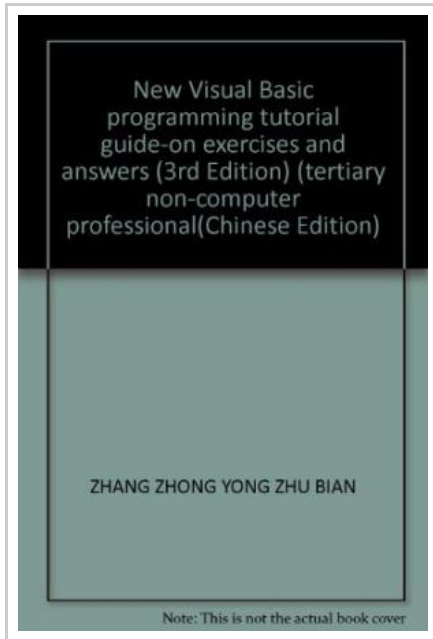 New Visual Basic
programming tutorial
guide-on exercises and
answers (3rd Edition) (tertiary
non-computer
professional(Chinese Edition)
ZHANG ZHONG YONG ZHU BIAN
Note: This is not the actual book cover